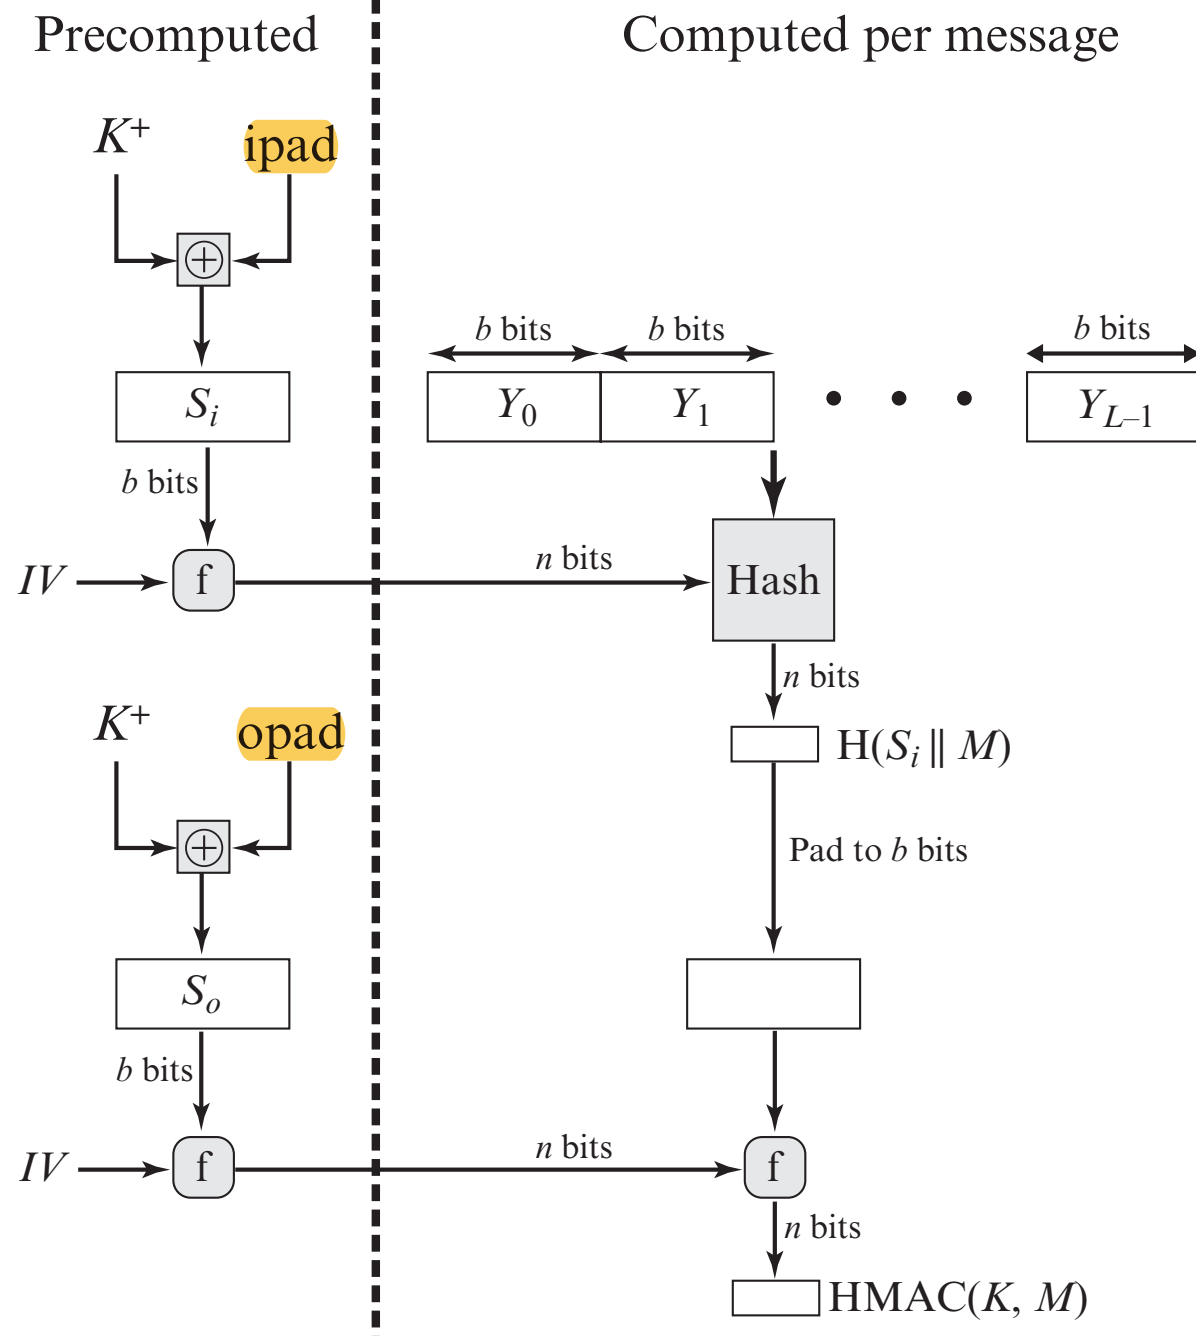 Precomputed
Computed per message
K+
ipad
⊕
b bits
b bits
b bits
Si
Y0
Y1
• • •
YL–1
b bits
n bits
IV
f
Hash
n bits
K+
opad
H(Si || M)
⊕
Pad to b bits
So
b bits
n bits
IV
f
f
n bits
HMAC(K, M)